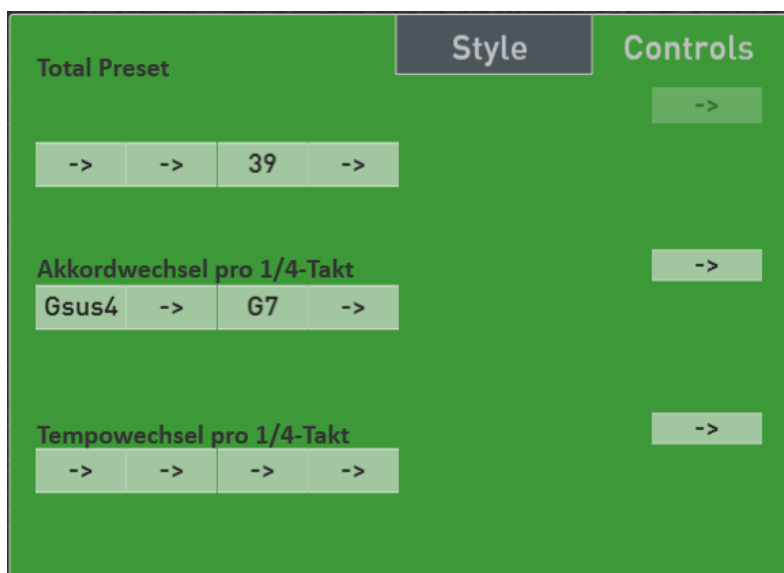 Total Preset
Style
Controls
->
-> -> 39 ->
Akkordwechsel pro 1/4-Takt
->
Gsus4 -> G7 ->
Tempowechsel pro 1/4-Takt
->
-> -> -> ->